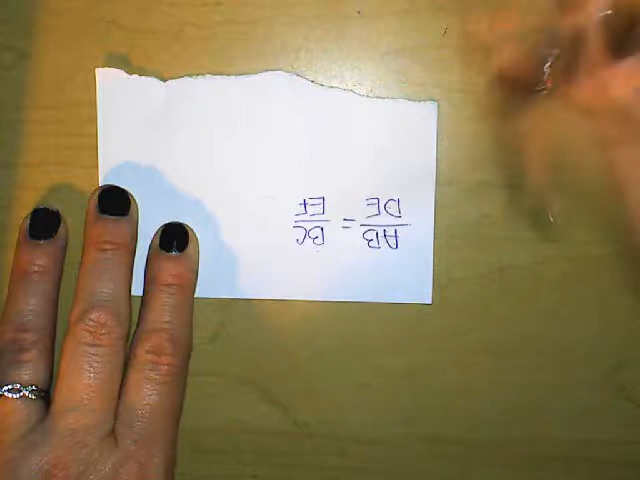 AB/DE = BC/EF